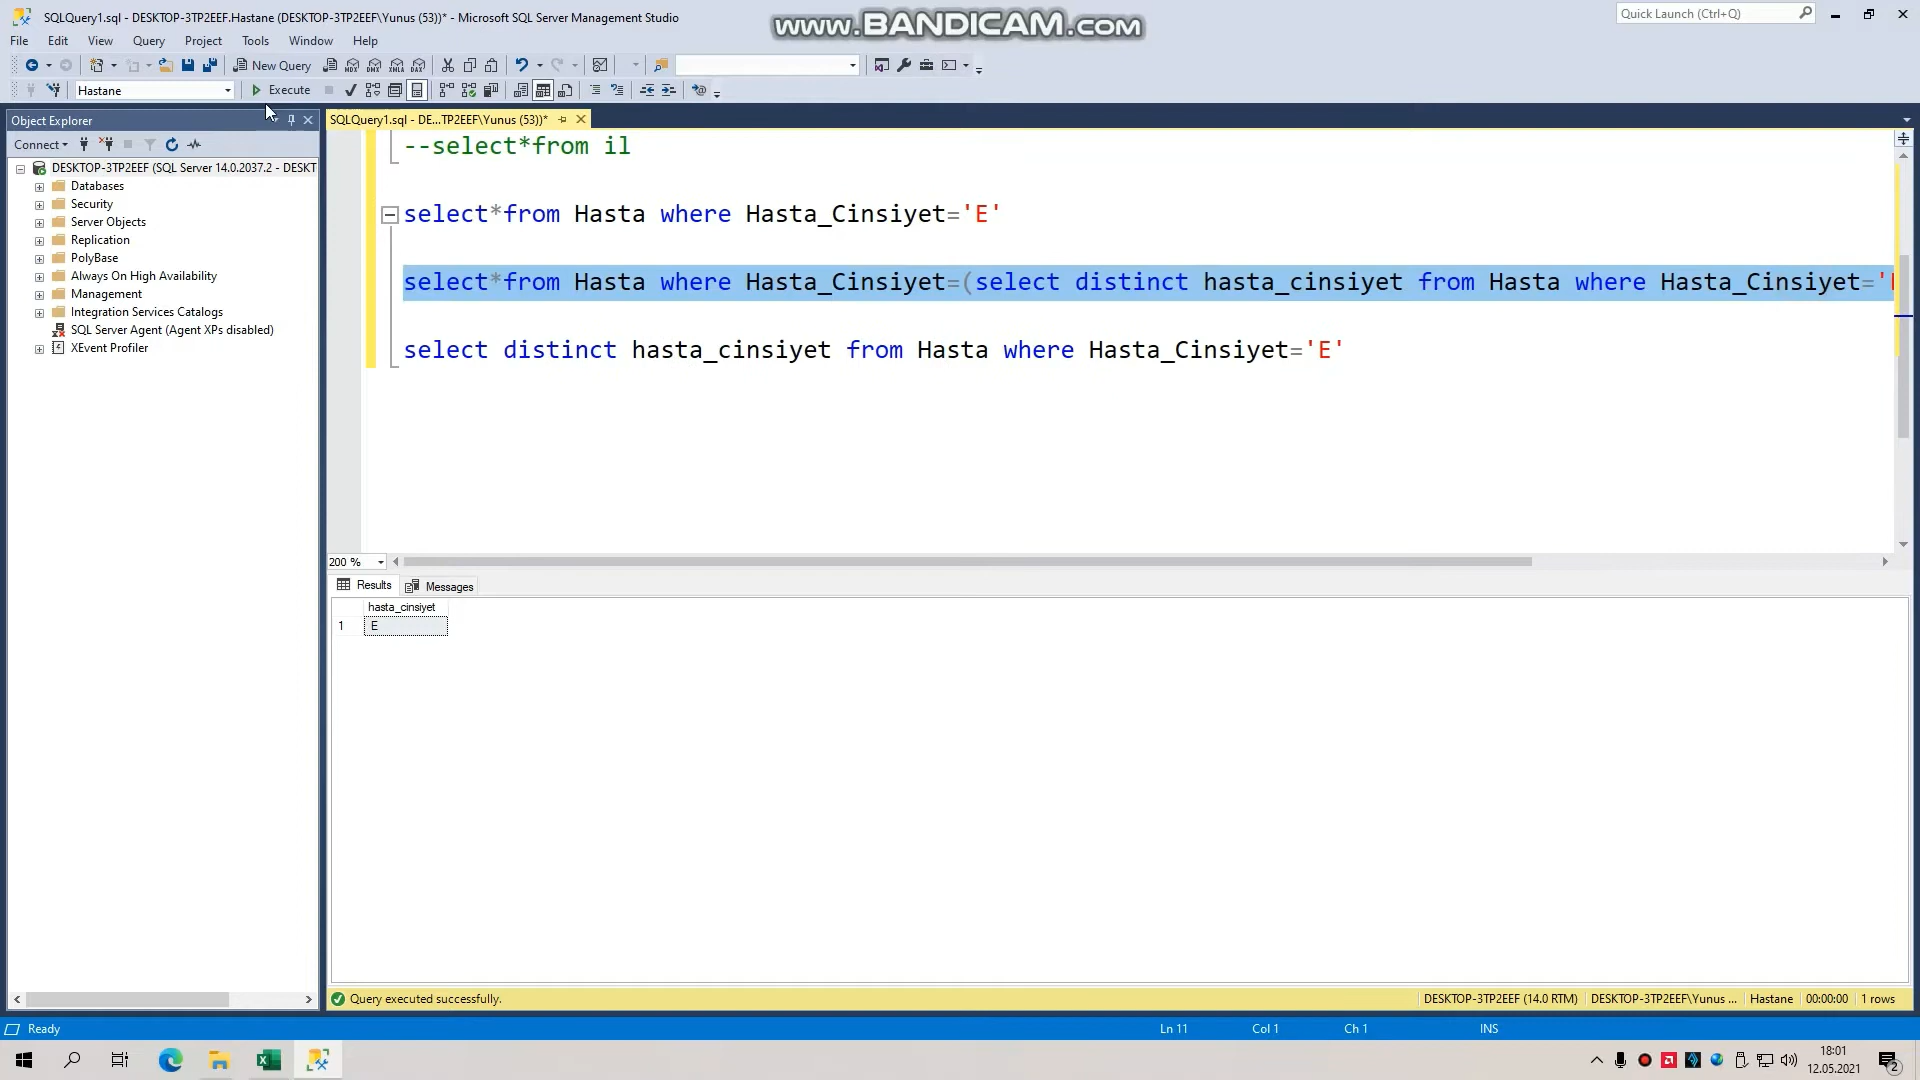 SQLQuery1.sql - DESKTOP-3TP2EEF.Hastane (DESKTOP-3TP2EEF\Yunus (53))* - Microsoft SQL Server Management Studio
www.BANDICAM.com
Quick Launch (Ctrl+Q)
File Edit View Query Project Tools Window Help
New Query
Hastane
Execute
Object Explorer
SQLQuery1.sql - DE...TP2EEF\Yunus (53))*
Connect
DESKTOP-3TP2EEF (SQL Server 14.0.2037.2 - DESKT
Databases
Security
Server Objects
Replication
PolyBase
Always On High Availability
Management
Integration Services Catalogs
SQL Server Agent (Agent XPs disabled)
XEvent Profiler
--select*from il
select*from Hasta where Hasta_Cinsiyet='E'
select*from Hasta where Hasta_Cinsiyet=(select distinct hasta_cinsiyet from Hasta where Hasta_Cinsiyet='
select distinct hasta_cinsiyet from Hasta where Hasta_Cinsiyet='E'
200 %
Results
Messages
hasta_cinsiyet
1 E
Query executed successfully.
DESKTOP-3TP2EEF (14.0 RTM)
DESKTOP-3TP2EEF\Yunus ...
Hastane
00:00:00
1 rows
Ready
Ln 11
Col 1
Ch 1
INS
18:01
12.05.2021
2